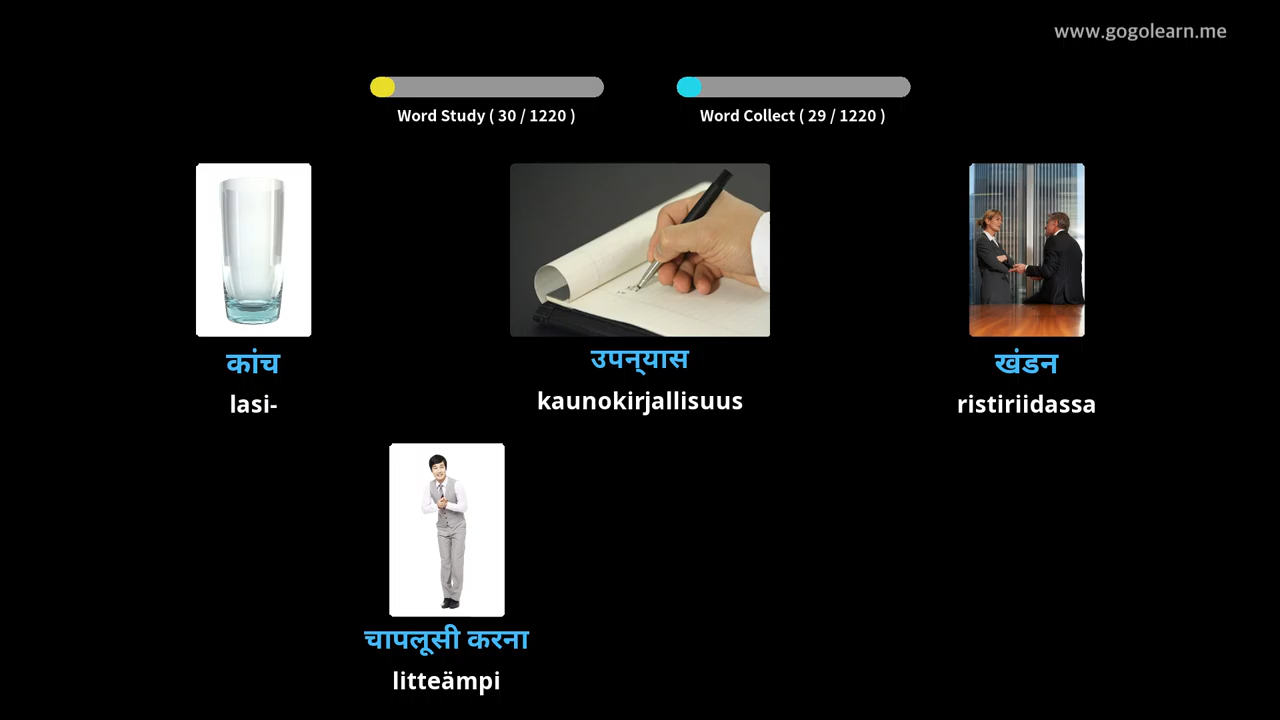 www.gogolearn.me
Word Study ( 30 / 1220 )
Word Collect ( 29 / 1220 )
कांच
उपन्यास
खंडन
lasi-
kaunokirjallisuus
ristiriidassa
चापलूसी करना
litteämpi